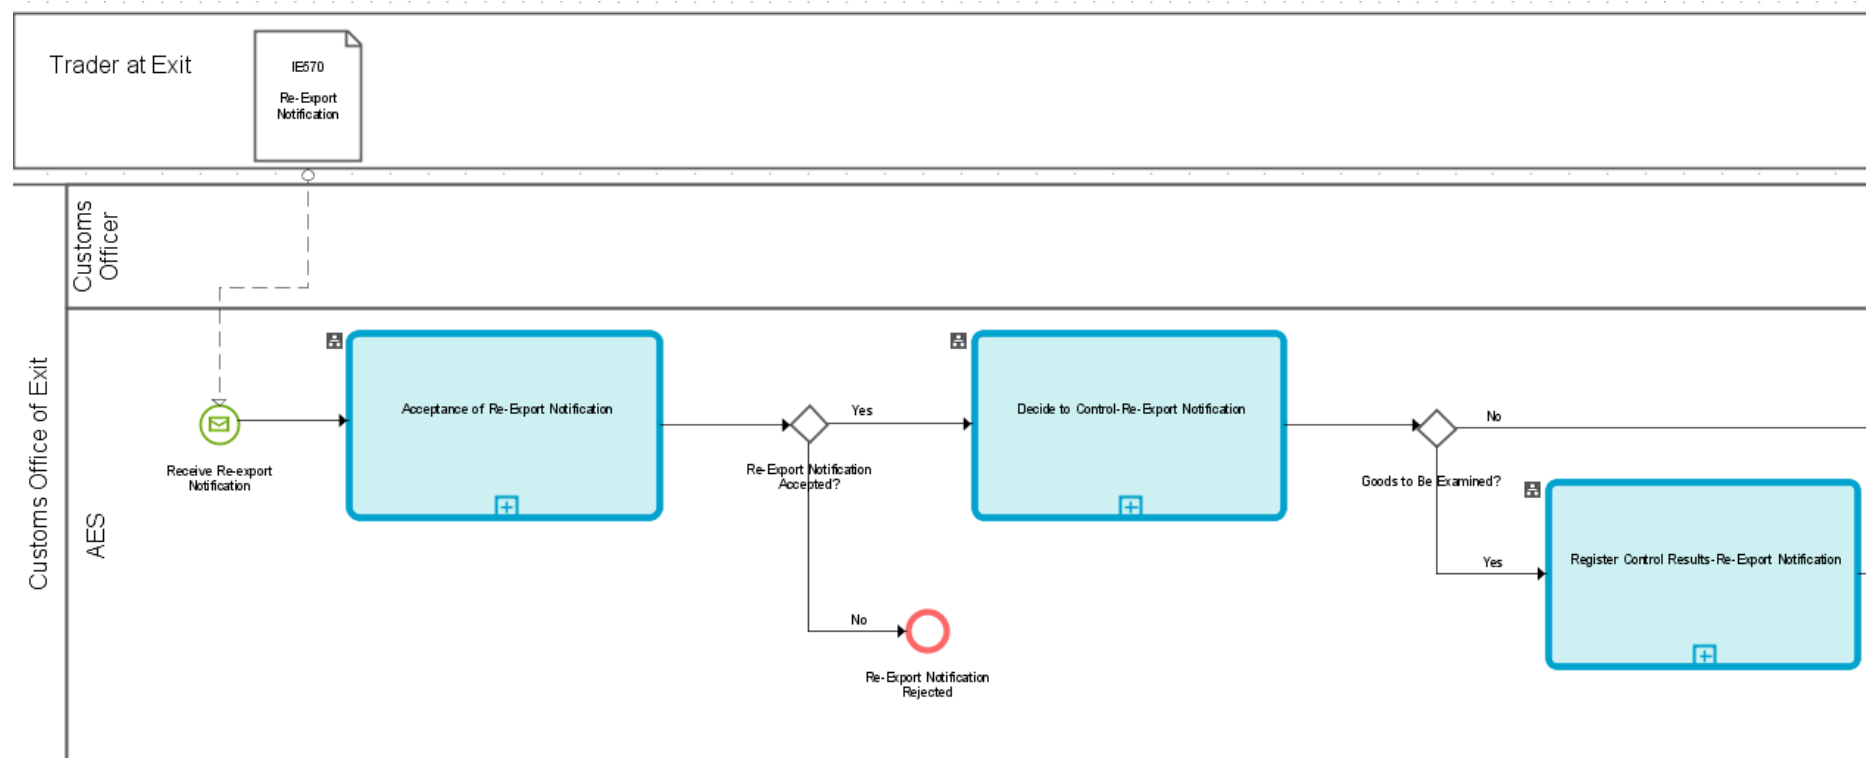 Trader at Exit
IE570
Re-Export
Notification
Customs
Officer
Customs Office of Exit
AES
Receive Re-export
Notification
Acceptance of Re-Export Notification
Re-Export Notification
Accepted?
Yes
No
Re-Export Notification
Rejected
Decide to Control-Re-Export Notification
Goods to Be Examined?
No
Yes
Register Control Results-Re-Export Notification